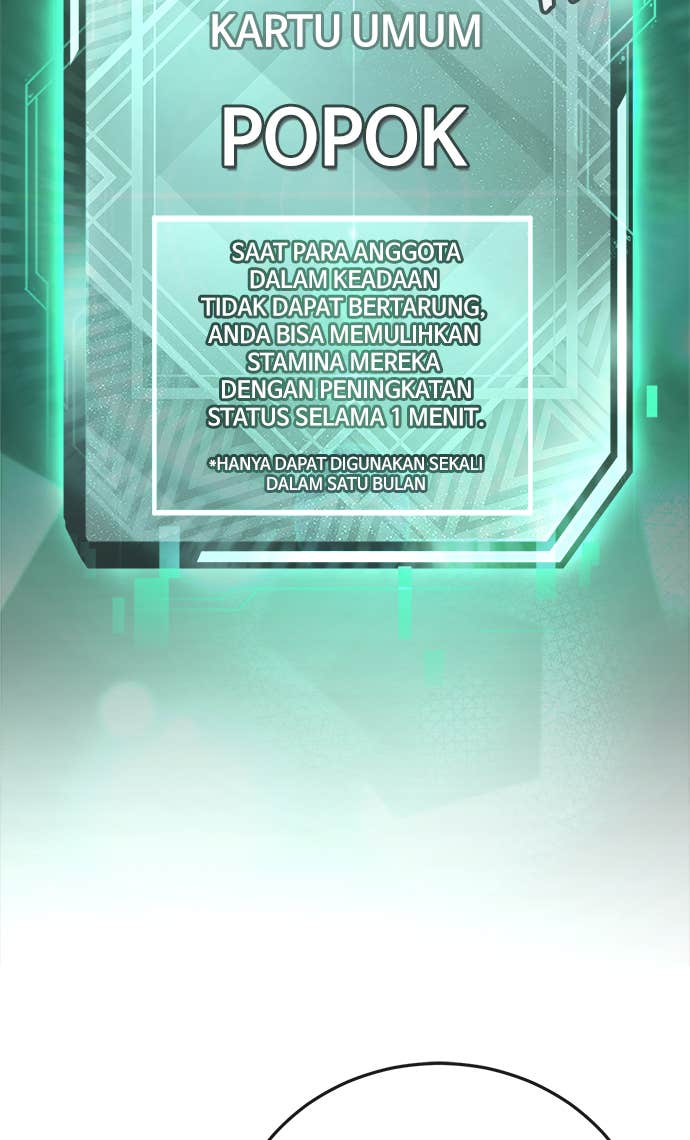 KARTU UMUM
POPOK
SAAT PARA ANGGOTA
DALAM KEADAAN
TIDAK DAPAT BERTARUNG,
ANDA BISA MEMULIHKAN
STAMINA MEREKA
DENGAN PENINGKATAN
STATUS SELAMA 1 MENIT.
*HANYA DAPAT DIGUNAKAN SEKALI
DALAM SATU BULAN